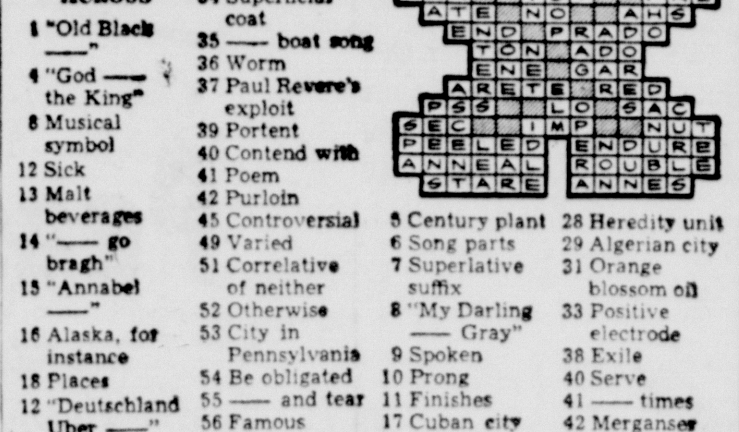 ACROSS
1 "Old Black
——"
4 "God ——
the King"
8 Musical
symbol
12 Sick
13 Malt
beverages
14 "—— go
bragh"
15 "Annabel
——"
16 Alaska, for
instance
18 Places
12 "Deutschland
Uber ——"
34 Superficial
coat
35 —— boat song
36 Worm
37 Paul Revere's
exploit
39 Portent
40 Contend with
41 Poem
42 Purloin
45 Controversial
49 Varied
51 Correlative
of neither
52 Otherwise
53 City in
Pennsylvania
54 Be obligated
55 —— and tear
56 Famous
ATE NO AHS
END PRADO
TON ADO
ENE GAR
ARETE RED
PSS LO SAC
SEC IMP NUT
PEELED ENDURE
ANNEAL ROUBLE
STARE ANNES
5 Century plant
6 Song parts
7 Superlative
suffix
8 "My Darling
—— Gray"
9 Spoken
10 Prong
11 Finishes
17 Cuban city
28 Heredity unit
29 Algerian city
31 Orange
blossom oil
33 Positive
electrode
38 Exile
40 Serve
41 —— times
42 Merganser